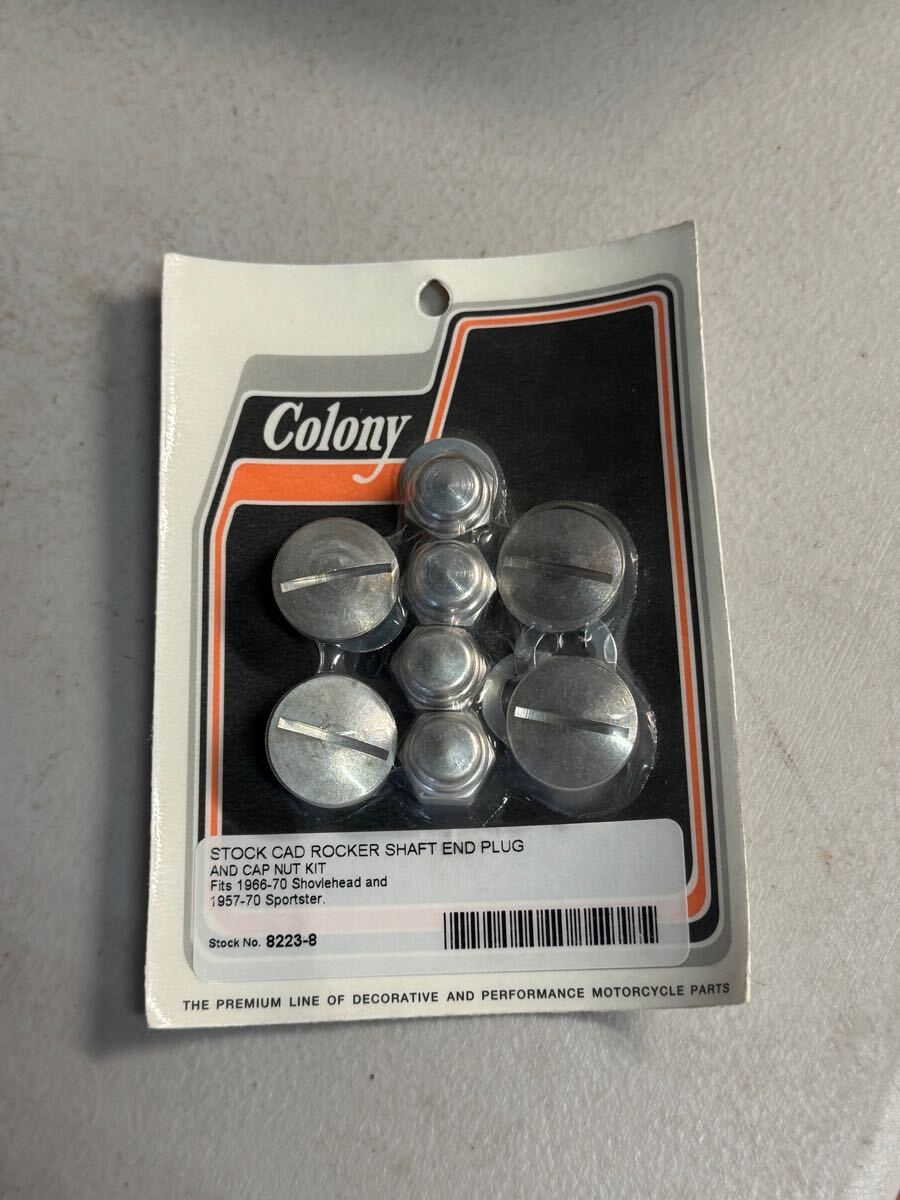 Colony
STOCK CAD ROCKER SHAFT END PLUG
AND CAP NUT KIT
Fits 1966-70 Shovlehead and
1957-70 Sportster.
Stock No. 8223-8
THE PREMIUM LINE OF DECORATIVE AND PERFORMANCE MOTORCYCLE PARTS